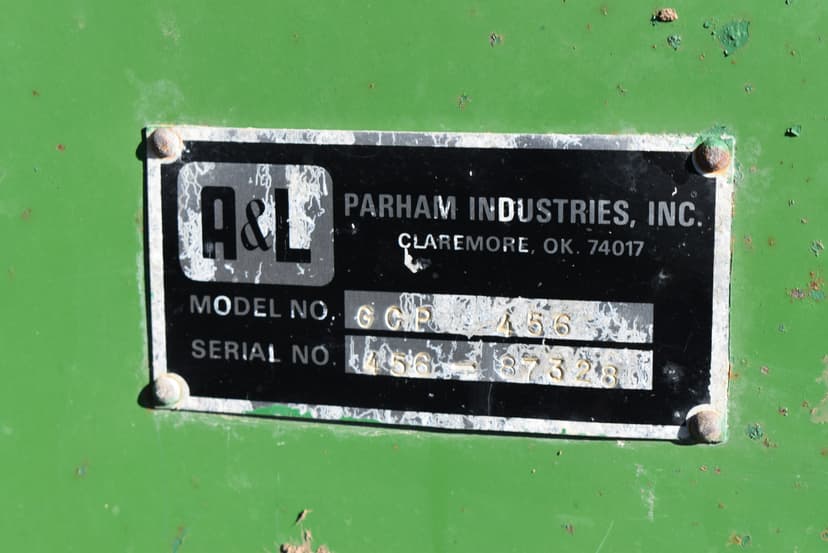 A&L
PARHAM INDUSTRIES, INC.
CLAREMORE, OK. 74017
MODEL NO. GCP 456
SERIAL NO. 456-87328